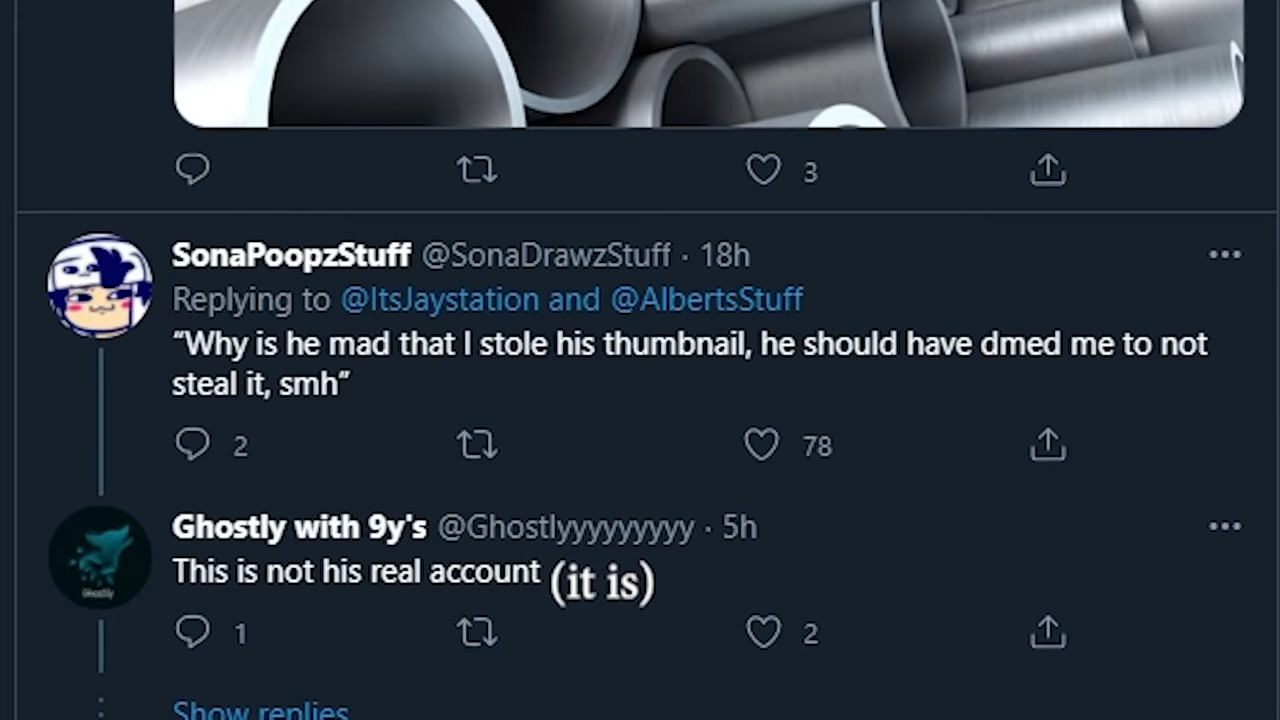 3
SonaPoopzStuff @SonaDrawzStuff · 18h
Replying to @ItsJaystation and @AlbertsStuff
“Why is he mad that I stole his thumbnail, he should have dmed me to not
steal it, smh”
2 78
Ghostly with 9y's @Ghostlyyyyyyyyy · 5h
This is not his real account (it is)
Ghostly
1 2
Show replies